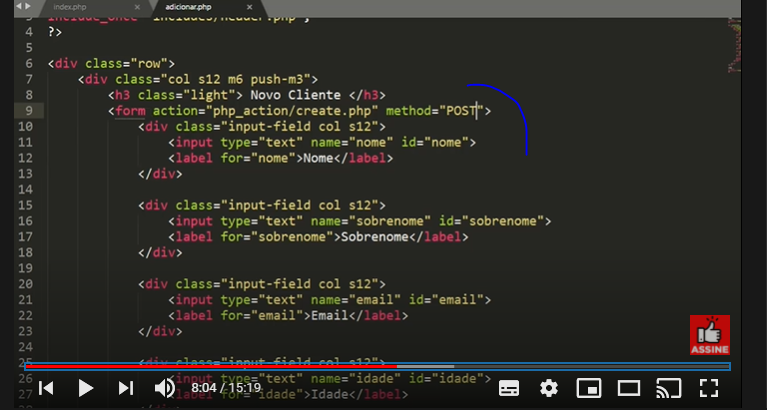 index.php × adicionar.php ×
3 include_once 'includes/header.php';
4 ?>
5
6 <div class="row">
7 <div class="col s12 m6 push-m3">
8 <h3 class="light"> Novo Cliente </h3>
9 <form action="php_action/create.php" method="POST">
10 <div class="input-field col s12">
11 <input type="text" name="nome" id="nome">
12 <label for="nome">Nome</label>
13 </div>
14
15 <div class="input-field col s12">
16 <input type="text" name="sobrenome" id="sobrenome">
17 <label for="sobrenome">Sobrenome</label>
18 </div>
19
20 <div class="input-field col s12">
21 <input type="text" name="email" id="email">
22 <label for="email">Email</label>
23 </div>
24
25 <div class="input-field col s12">
26 <input type="text" name="idade" id="idade">
27 <label for="idade">Idade</label>
ASSINE
8:04 / 15:19